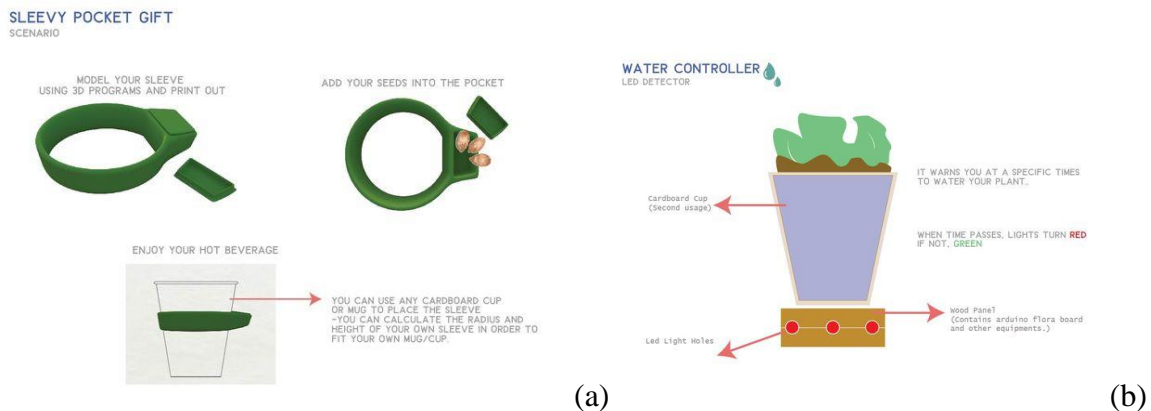 SLEEVY POCKET GIFT
SCENARIO
MODEL YOUR SLEEVE
USING 3D PROGRAMS AND PRINT OUT
ADD YOUR SEEDS INTO THE POCKET
ENJOY YOUR HOT BEVERAGE
YOU CAN USE ANY CARDBOARD CUP
OR MUG TO PLACE THE SLEEVE
-YOU CAN CALCULATE THE RADIUS AND
HEIGHT OF YOUR OWN SLEEVE IN ORDER TO
FIT YOUR OWN MUG/CUP.
(a)
WATER CONTROLLER
LED DETECTOR
Cardboard Cup
(Second usage)
IT WARNS YOU AT A SPECIFIC TIMES
TO WATER YOUR PLANT..
WHEN TIME PASSES, LIGHTS TURN RED
IF NOT, GREEN
Wood Panel
(Contains arduino flora board
and other equipments.)
Led Light Holes
(b)